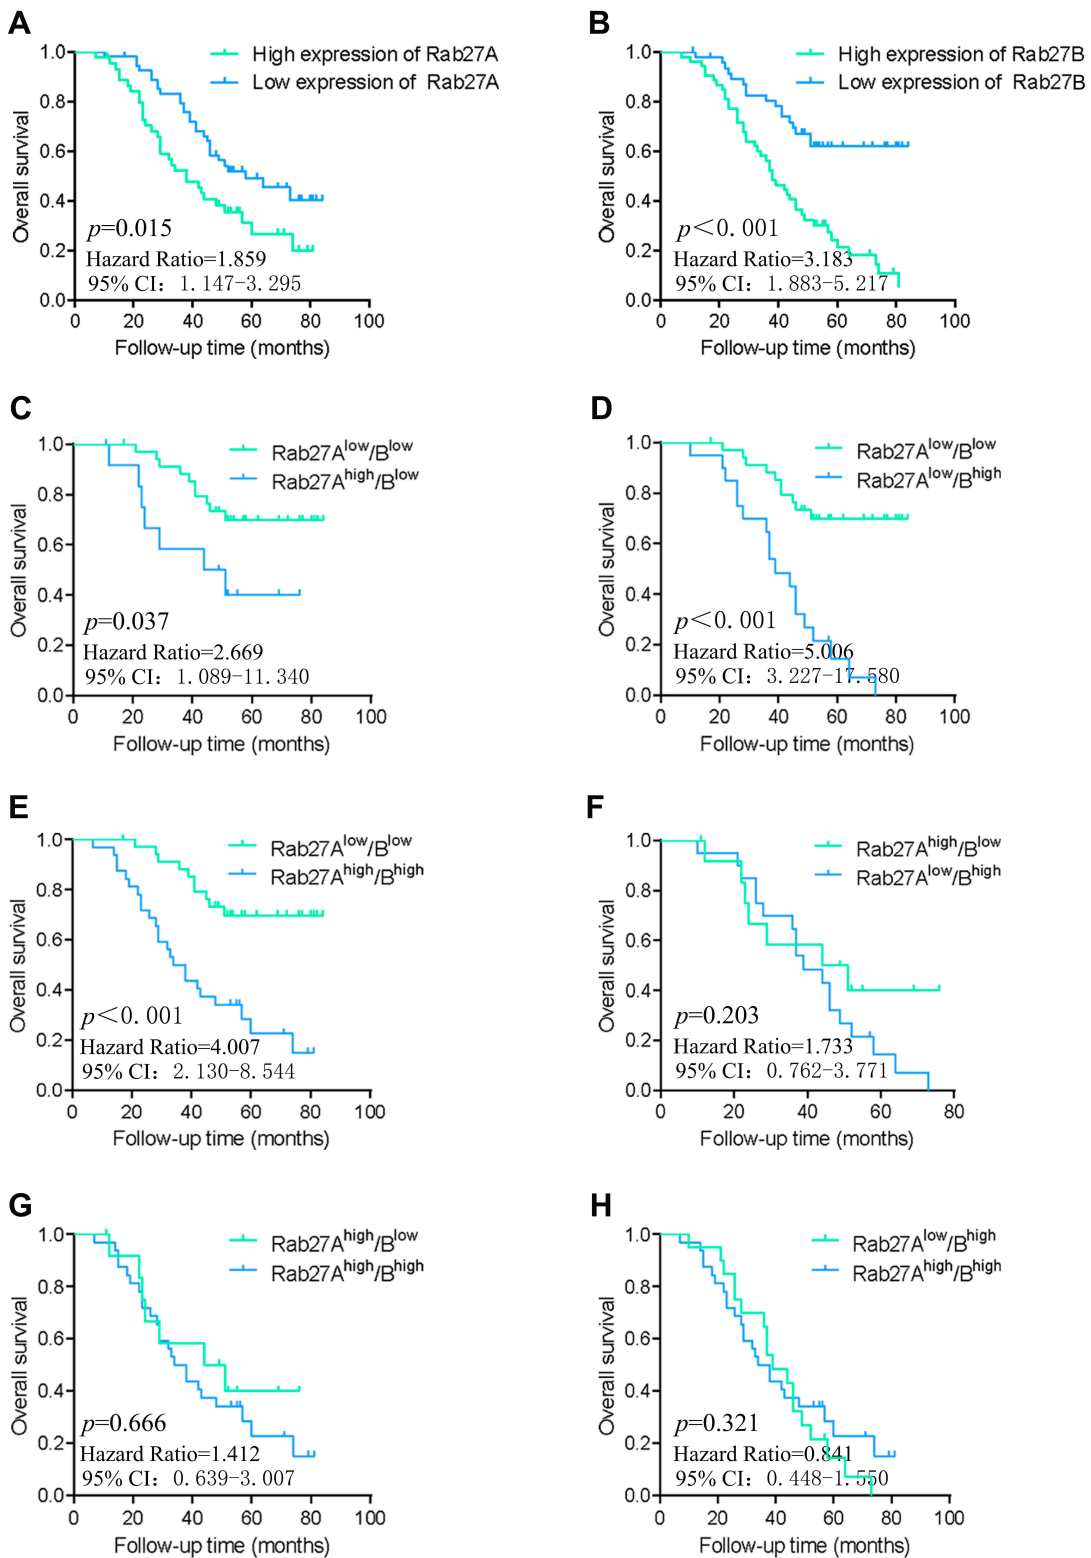 A
1.0
0.8
0.6
0.4
0.2
0.0
Overall survival
High expression of Rab27A
Low expression of Rab27A
p=0.015
Hazard Ratio=1.859
95% CI: 1.147-3.295
0 20 40 60 80 100
Follow-up time (months)
B
1.0
0.8
0.6
0.4
0.2
0.0
Overall survival
High expression of Rab27B
Low expression of Rab27B
p<0.001
Hazard Ratio=3.183
95% CI: 1.883-5.217
0 20 40 60 80 100
Follow-up time (months)
C
1.0
0.8
0.6
0.4
0.2
0.0
Overall survival
Rab27Alow/Blow
Rab27Ahigh/Blow
p=0.037
Hazard Ratio=2.669
95% CI: 1.089-11.340
0 20 40 60 80 100
Follow-up time (months)
D
1.0
0.8
0.6
0.4
0.2
0.0
Overall survival
Rab27Alow/Blow
Rab27Alow/Bhigh
p<0.001
Hazard Ratio=5.006
95% CI: 3.227-17.580
0 20 40 60 80 100
Follow-up time (months)
E
1.0
0.8
0.6
0.4
0.2
0.0
Overall survival
Rab27Alow/Blow
Rab27Ahigh/Bhigh
p<0.001
Hazard Ratio=4.007
95% CI: 2.130-8.544
0 20 40 60 80 100
Follow-up time (months)
F
1.0
0.8
0.6
0.4
0.2
0.0
Overall survival
Rab27Ahigh/Blow
Rab27Alow/Bhigh
p=0.203
Hazard Ratio=1.733
95% CI: 0.762-3.771
0 20 40 60 80
Follow-up time (months)
G
1.0
0.8
0.6
0.4
0.2
0.0
Overall survival
Rab27Ahigh/Blow
Rab27Ahigh/Bhigh
p=0.666
Hazard Ratio=1.412
95% CI: 0.639-3.007
0 20 40 60 80 100
Follow-up time (months)
H
1.0
0.8
0.6
0.4
0.2
0.0
Overall survival
Rab27Alow/Bhigh
Rab27Ahigh/Bhigh
p=0.321
Hazard Ratio=0.841
95% CI: 0.448-1.550
0 20 40 60 80 100
Follow-up time (months)